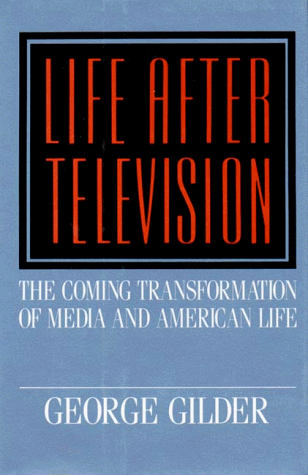 LIFE AFTER
TELEVISION
THE COMING TRANSFORMATION
OF MEDIA AND AMERICAN LIFE
GEORGE GILDER